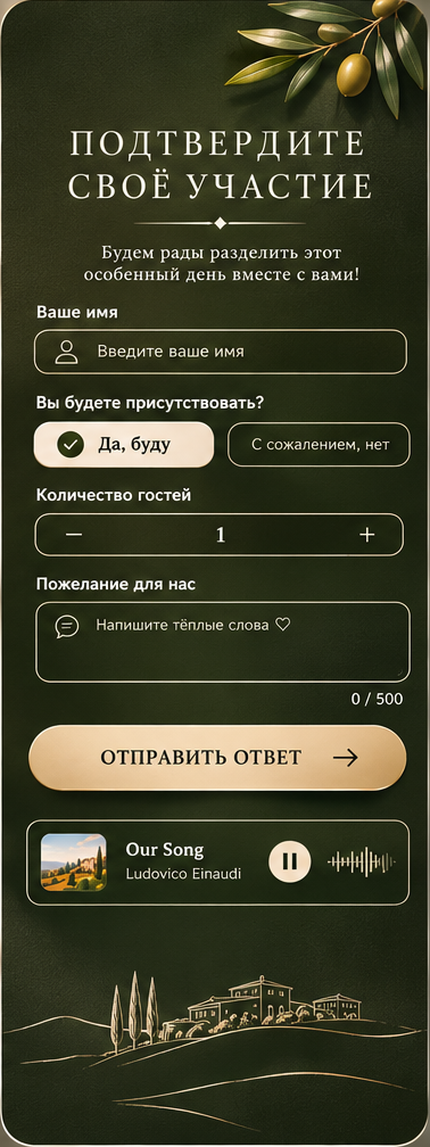 ПОДТВЕРДИТЕ
СВОЁ УЧАСТИЕ
Будем рады разделить этот
особенный день вместе с вами!
Ваше имя
Введите ваше имя
Вы будете присутствовать?
Да, буду
С сожалением, нет
Количество гостей
— 1 +
Пожелание для нас
Напишите тёплые слова ♡
0 / 500
ОТПРАВИТЬ ОТВЕТ →
Our Song
Ludovico Einaudi